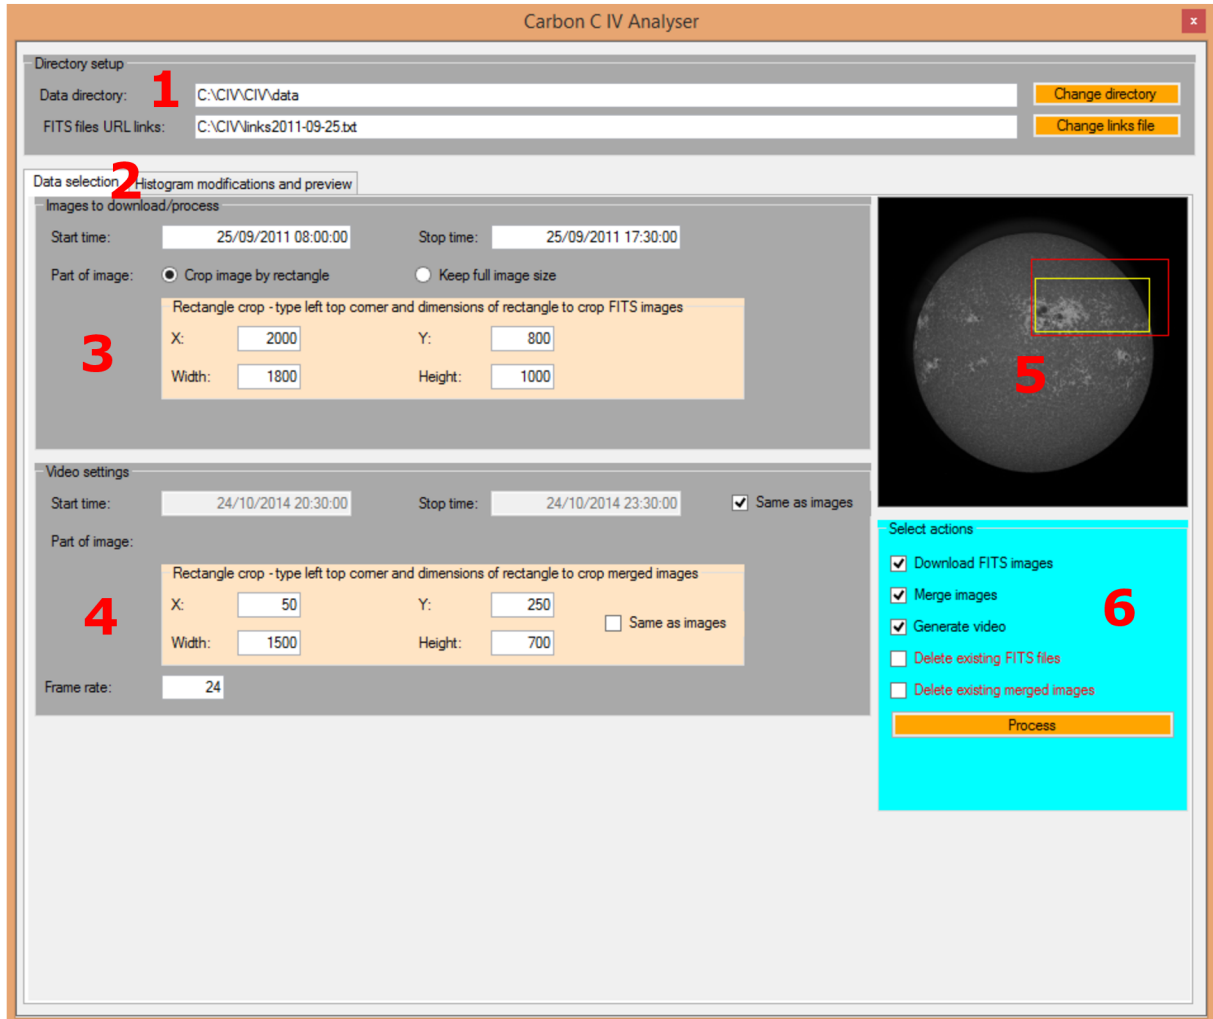 Carbon C IV Analyser
x
Directory setup
1
Data directory: C:\CIV\CIV\data Change directory
FITS files URL links: C:\CIV\links2011-09-25.txt Change links file
Data selection 2 Histogram modifications and preview
Images to download/process
Start time: 25/09/2011 08:00:00 Stop time: 25/09/2011 17:30:00
Part of image: Crop image by rectangle Keep full image size
Rectangle crop - type left top corner and dimensions of rectangle to crop FITS images
3
X: 2000 Y: 800
Width: 1800 Height: 1000
5
Video settings
Start time: 24/10/2014 20:30:00 Stop time: 24/10/2014 23:30:00 Same as images
Part of image:
Rectangle crop - type left top corner and dimensions of rectangle to crop merged images
4
X: 50 Y: 250
Same as images
Width: 1500 Height: 700
Frame rate: 24
Select actions
Download FITS images
Merge images
6
Generate video
Delete existing FITS files
Delete existing merged images
Process